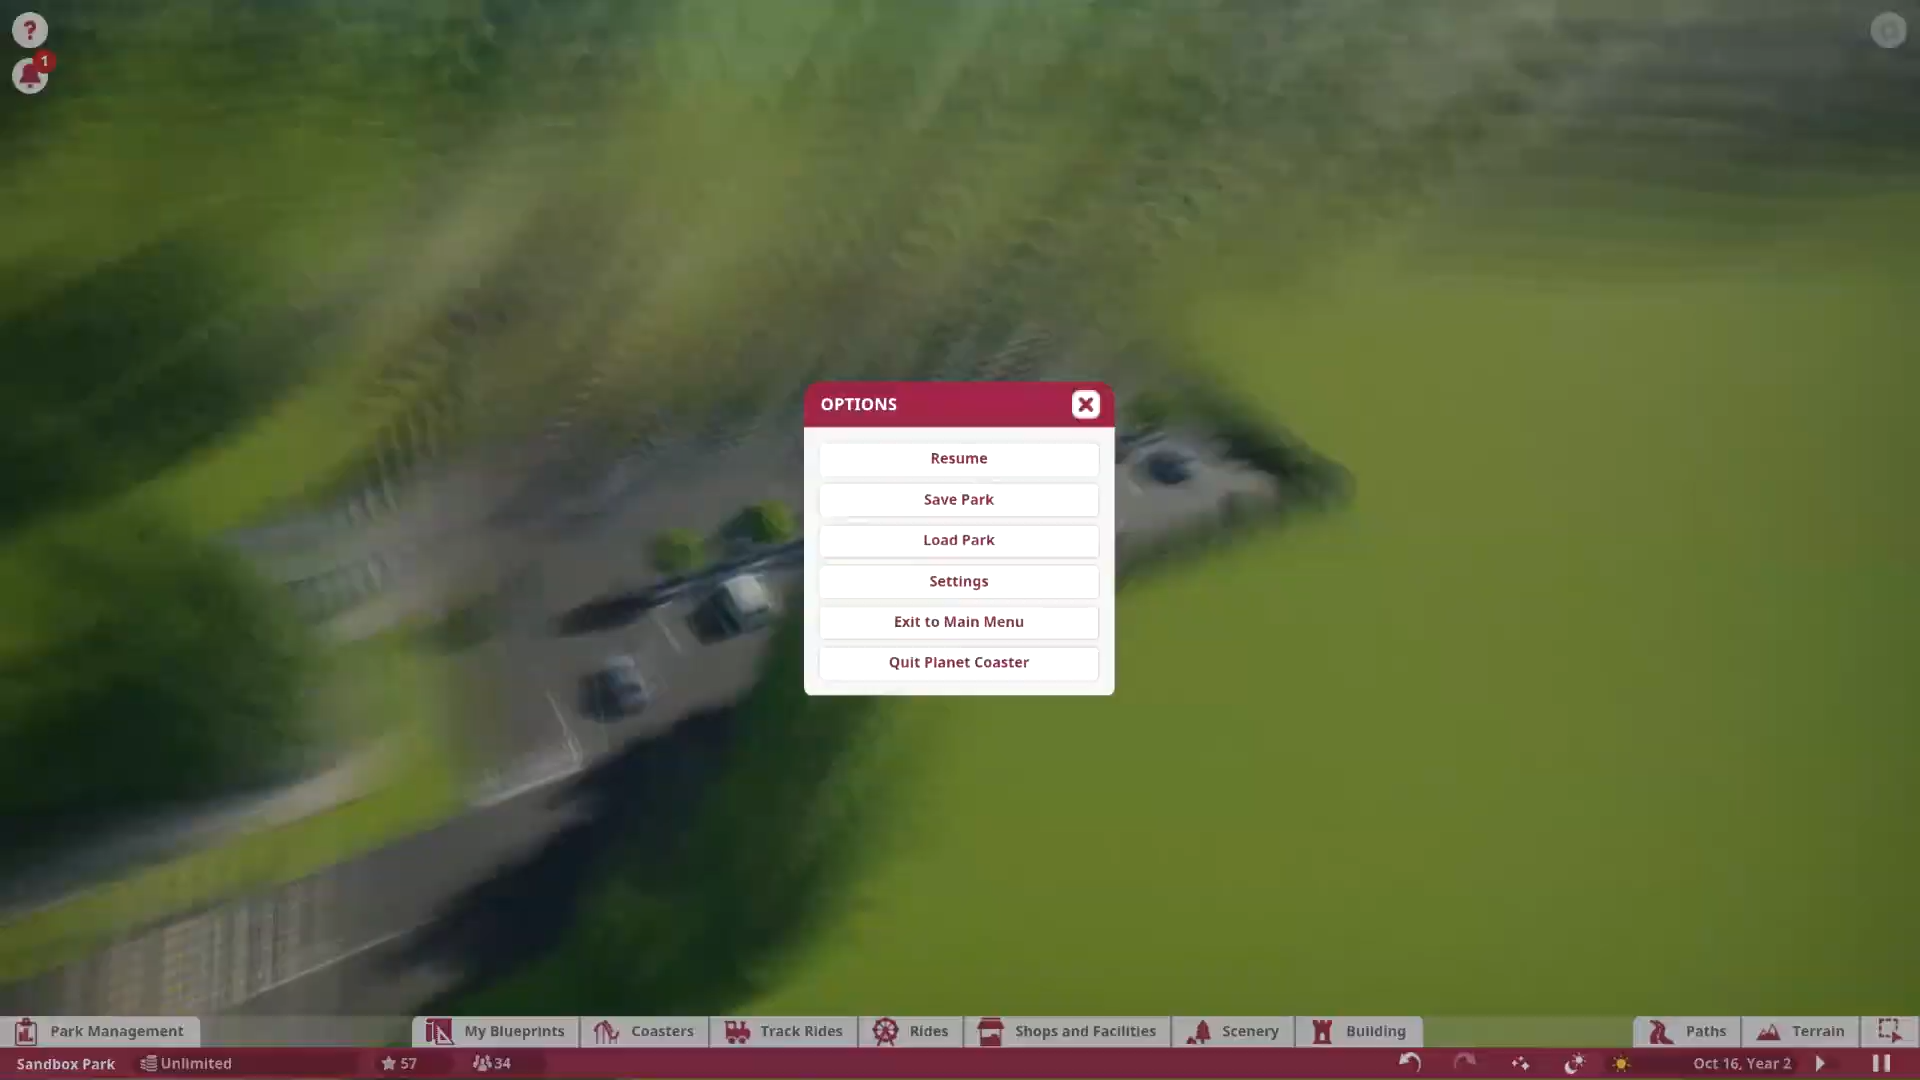 ?
1
OPTIONS
Resume
Save Park
Load Park
Settings
Exit to Main Menu
Quit Planet Coaster
Park Management
My Blueprints
Coasters
Track Rides
Rides
Shops and Facilities
Scenery
Building
Paths
Terrain
Sandbox Park
Unlimited
57
34
Oct 16, Year 2